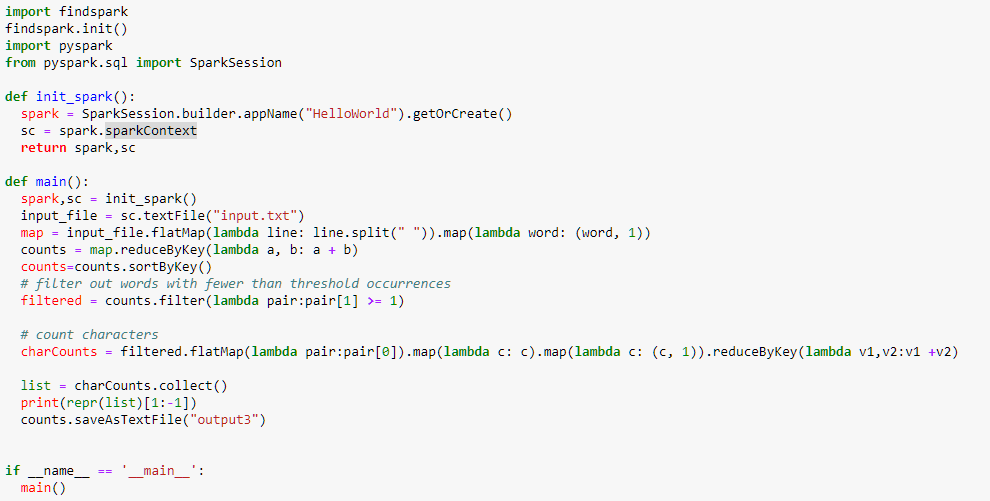 import findspark
findspark.init()
import pyspark
from pyspark.sql import SparkSession

def init_spark():
  spark = SparkSession.builder.appName("HelloWorld").getOrCreate()
  sc = spark.sparkContext
  return spark,sc

def main():
  spark,sc = init_spark()
  input_file = sc.textFile("input.txt")
  map = input_file.flatMap(lambda line: line.split(" ")).map(lambda word: (word, 1))
  counts = map.reduceByKey(lambda a, b: a + b)
  counts=counts.sortByKey()
  # filter out words with fewer than threshold occurrences
  filtered = counts.filter(lambda pair:pair[1] >= 1)

  # count characters
  charCounts = filtered.flatMap(lambda pair:pair[0]).map(lambda c: c).map(lambda c: (c, 1)).reduceByKey(lambda v1,v2:v1 +v2)

  list = charCounts.collect()
  print(repr(list)[1:-1])
  counts.saveAsTextFile("output3")


if __name__ == '__main__':
  main()